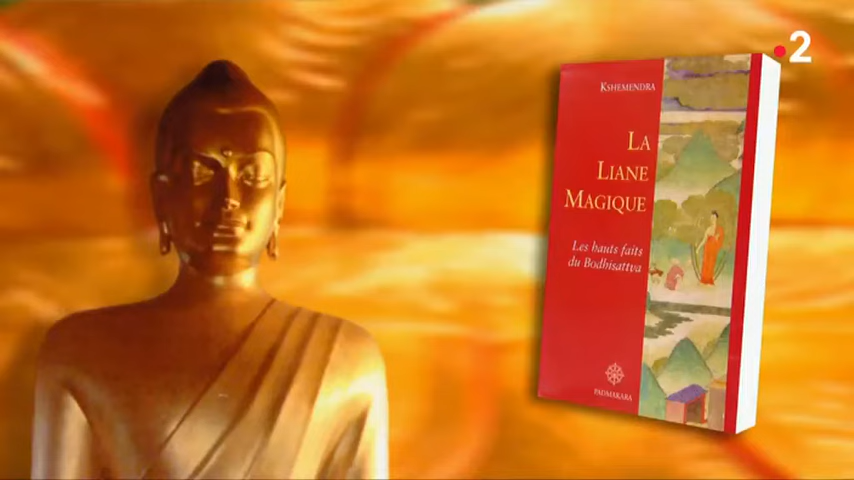 2
KSHEMENDRA
LA
LIANE
MAGIQUE
Les hauts faits
du Bodhisattva
PADMAKARA